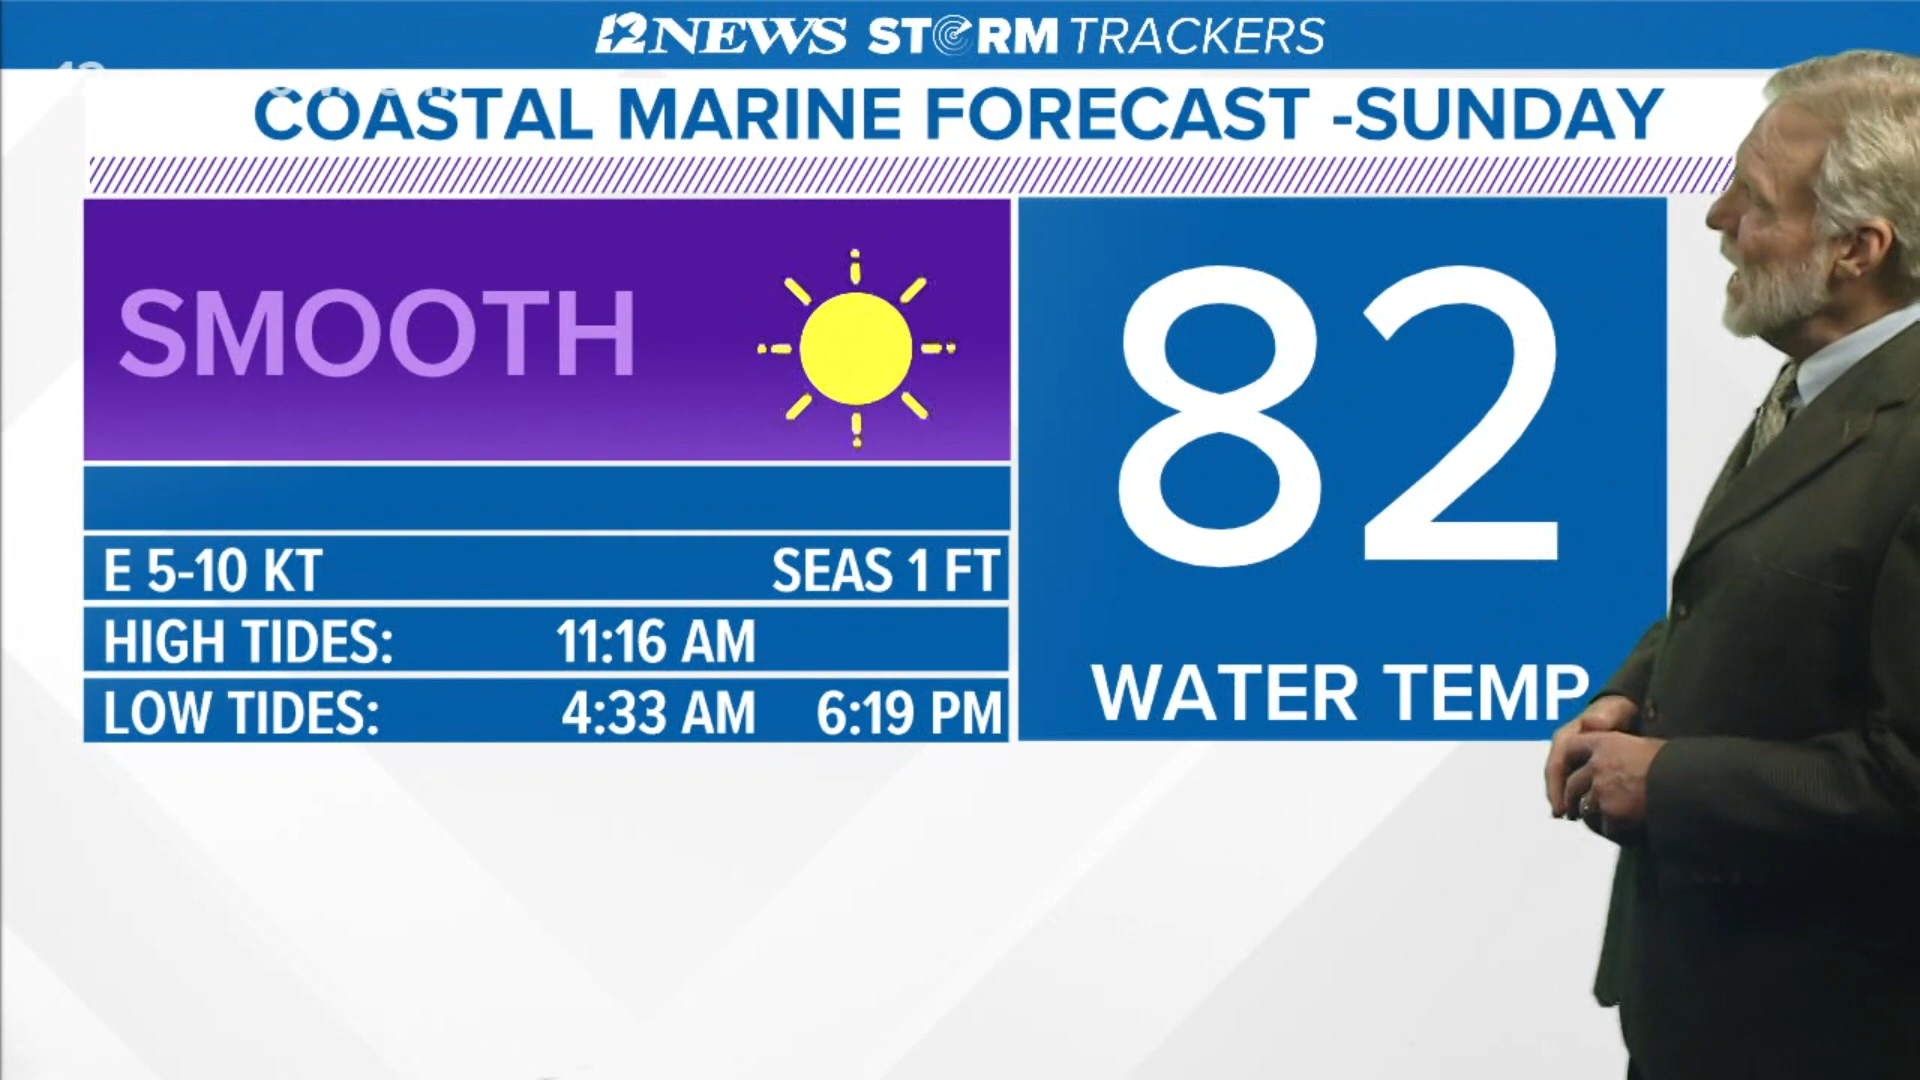 12NEWS STORM TRACKERS
COASTAL MARINE FORECAST -SUNDAY
SMOOTH
E 5-10 KT SEAS 1 FT
HIGH TIDES: 11:16 AM
LOW TIDES: 4:33 AM 6:19 PM
82
WATER TEMP